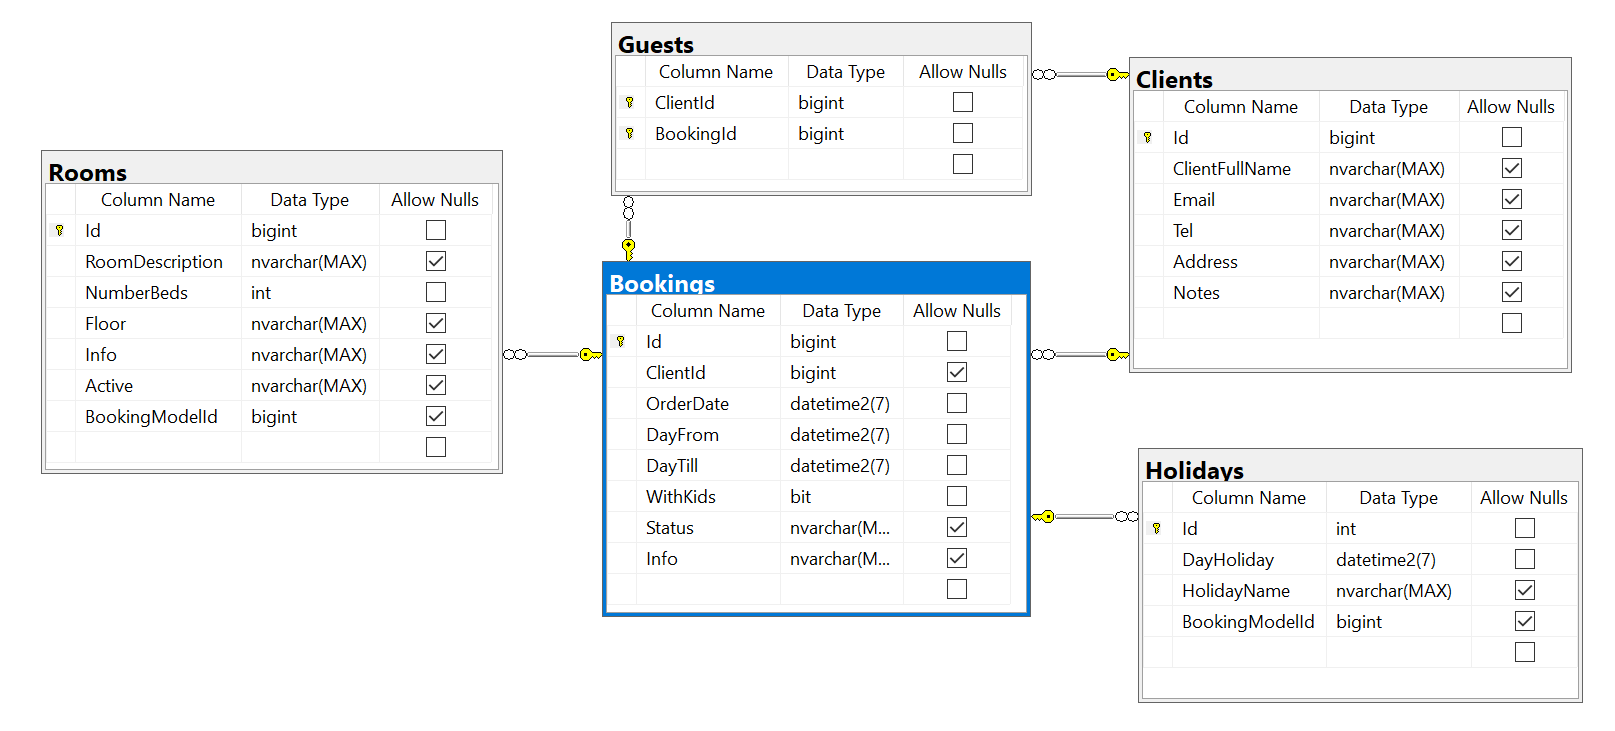 Guests
Column Name Data Type Allow Nulls
ClientId bigint
BookingId bigint
Clients
Column Name Data Type Allow Nulls
Id bigint
ClientFullName nvarchar(MAX)
Email nvarchar(MAX)
Tel nvarchar(MAX)
Address nvarchar(MAX)
Notes nvarchar(MAX)
Rooms
Column Name Data Type Allow Nulls
Id bigint
RoomDescription nvarchar(MAX)
NumberBeds int
Floor nvarchar(MAX)
Info nvarchar(MAX)
Active nvarchar(MAX)
BookingModelId bigint
Bookings
Column Name Data Type Allow Nulls
Id bigint
ClientId bigint
OrderDate datetime2(7)
DayFrom datetime2(7)
DayTill datetime2(7)
WithKids bit
Status nvarchar(M...
Info nvarchar(M...
Holidays
Column Name Data Type Allow Nulls
Id int
DayHoliday datetime2(7)
HolidayName nvarchar(MAX)
BookingModelId bigint